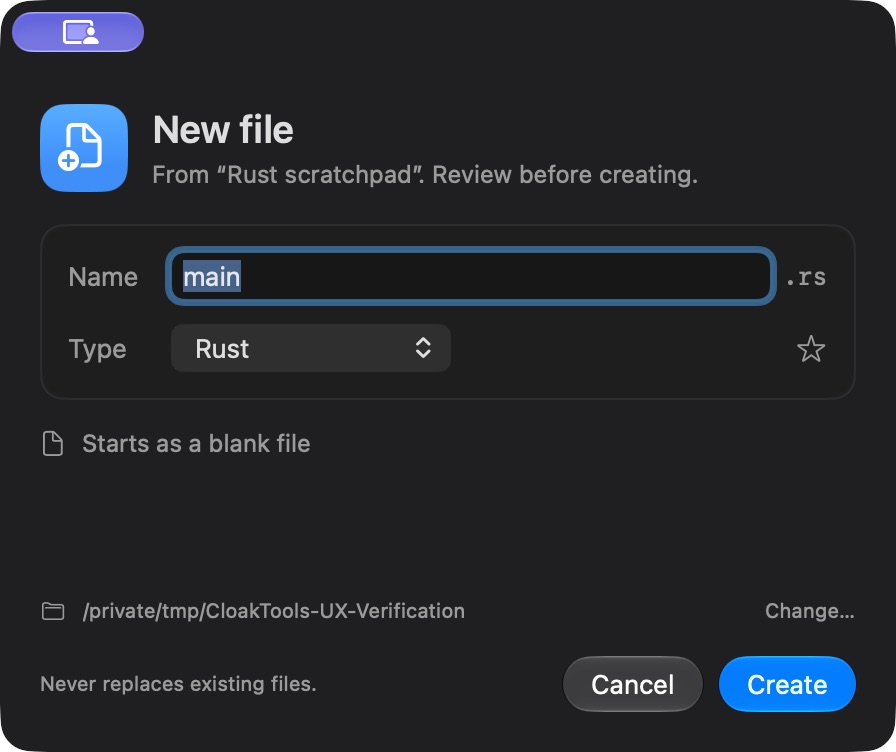 New file
From “Rust scratchpad”. Review before creating.
Name main .rs
Type Rust
Starts as a blank file
/private/tmp/CloakTools-UX-Verification Change...
Never replaces existing files. Cancel Create